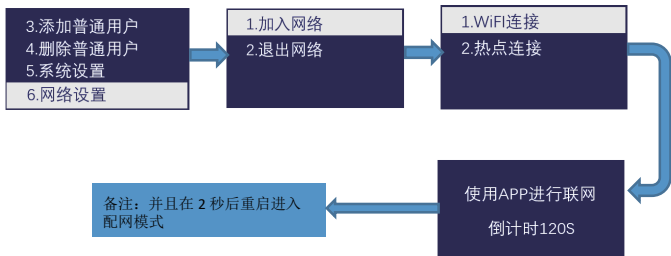 3.添加普通用户
4.删除普通用户
5.系统设置
6.网络设置
1.加入网络
2.退出网络
1.WiFI连接
2.热点连接
使用APP进行联网
倒计时120S
备注：并且在 2 秒后重启进入
配网模式